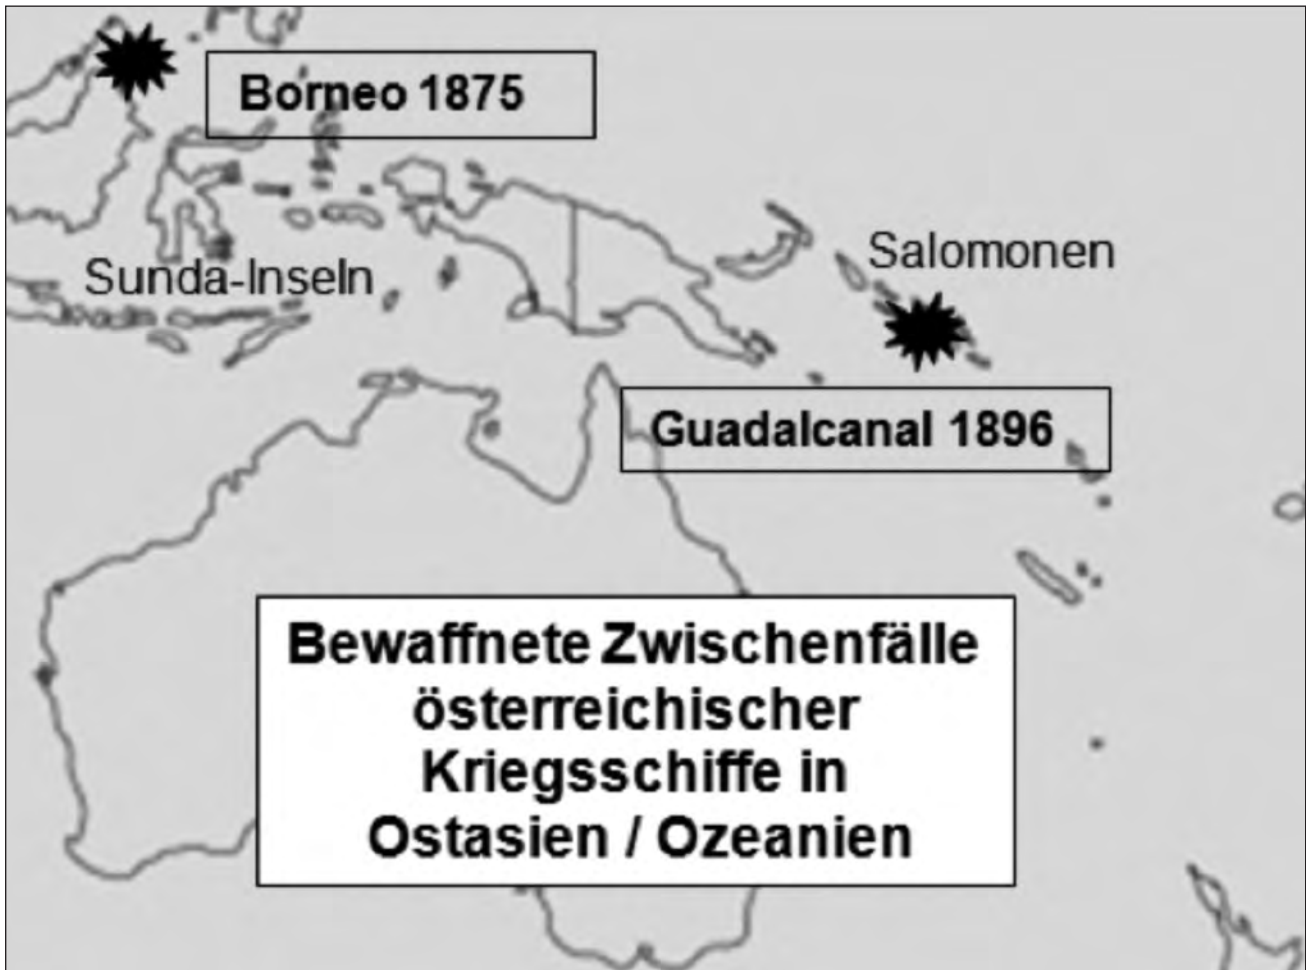 Borneo 1875
Sunda-Inseln
Salomonen
Guadalcanal 1896
Bewaffnete Zwischenfälle
österreichischer
Kriegsschiffe in
Ostasien / Ozeanien